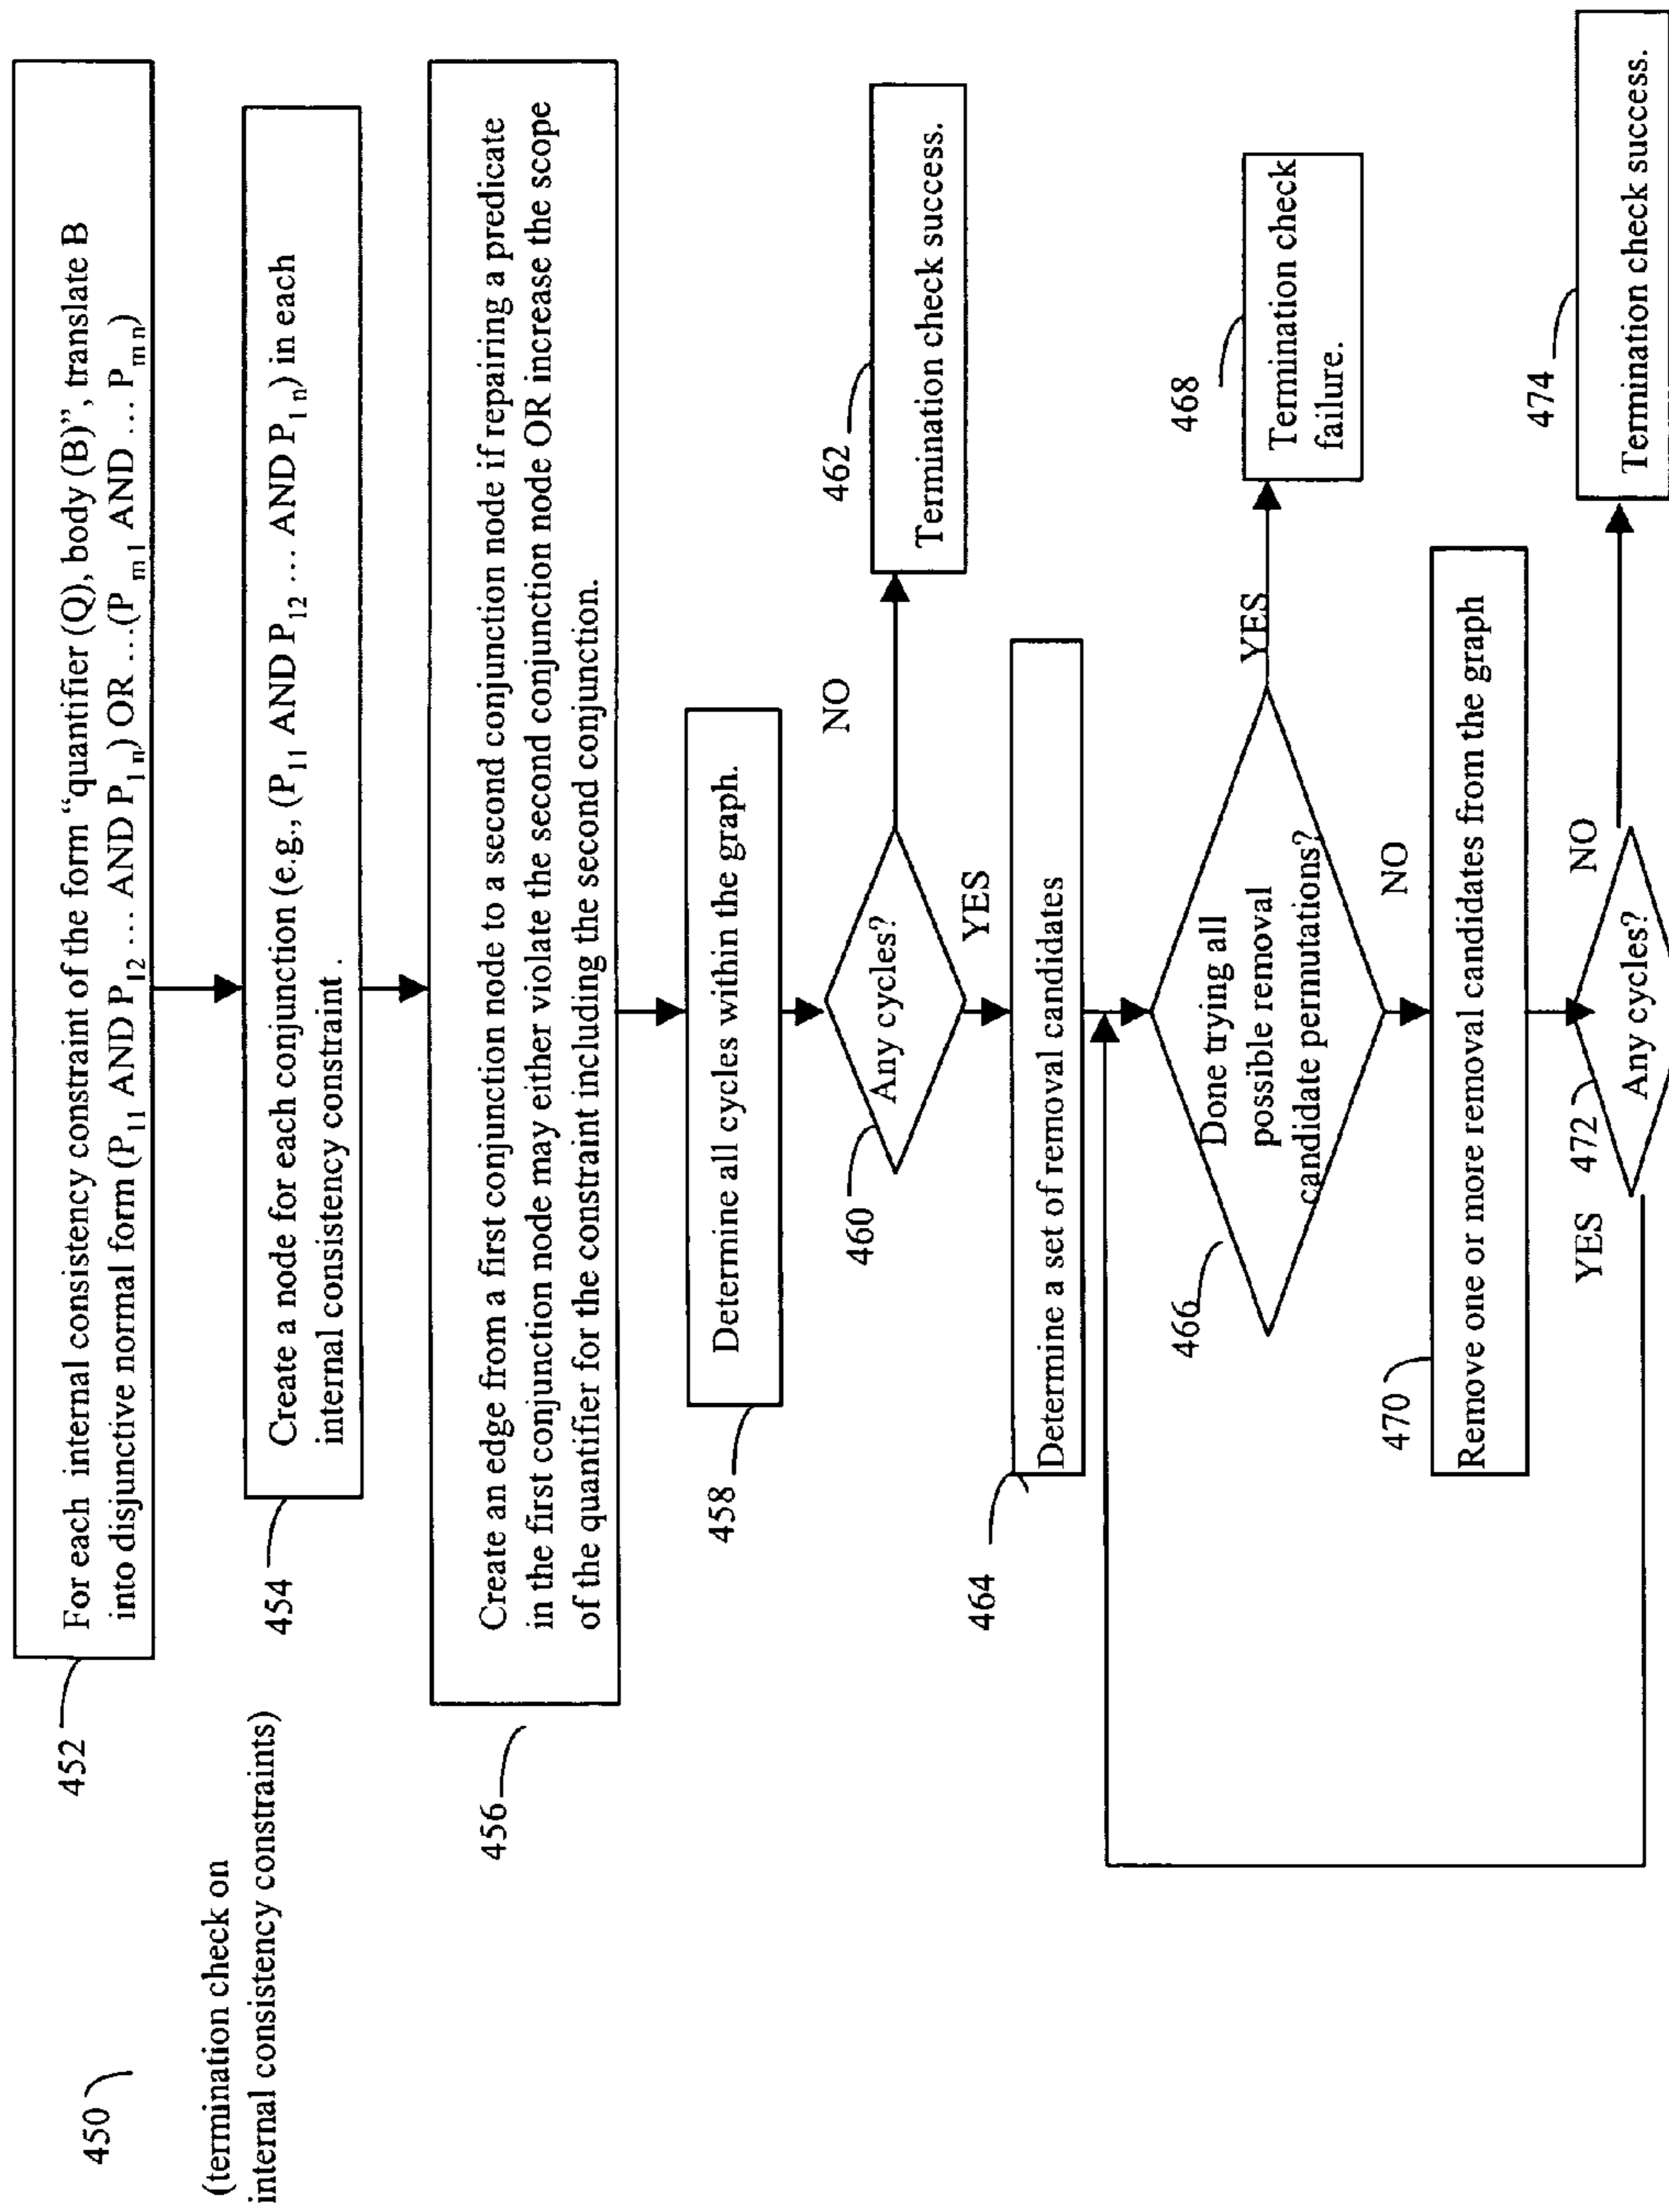 450
(termination check on
internal consistency constraints)
452
For each internal consistency constraint of the form “quantifier (Q), body (B)”, translate B
into disjunctive normal form (P11 AND P12 ... AND P1n) OR ...(P m1 AND ... P mn)
454
Create a node for each conjunction (e.g., (P11 AND P12 ... AND P1n) in each
internal consistency constraint .
456
Create an edge from a first conjunction node to a second conjunction node if repairing a predicate
in the first conjunction node may either violate the second conjunction node OR increase the scope
of the quantifier for the constraint including the second conjunction.
458
Determine all cycles within the graph.
460
Any cycles?
NO
462
Termination check success.
YES
464
Determine a set of removal candidates
466
Done trying all
possible removal
candidate permutations?
YES
468
Termination check
failure.
NO
470
Remove one or more removal candidates from the graph
472
Any cycles?
YES
NO
474
Termination check success.